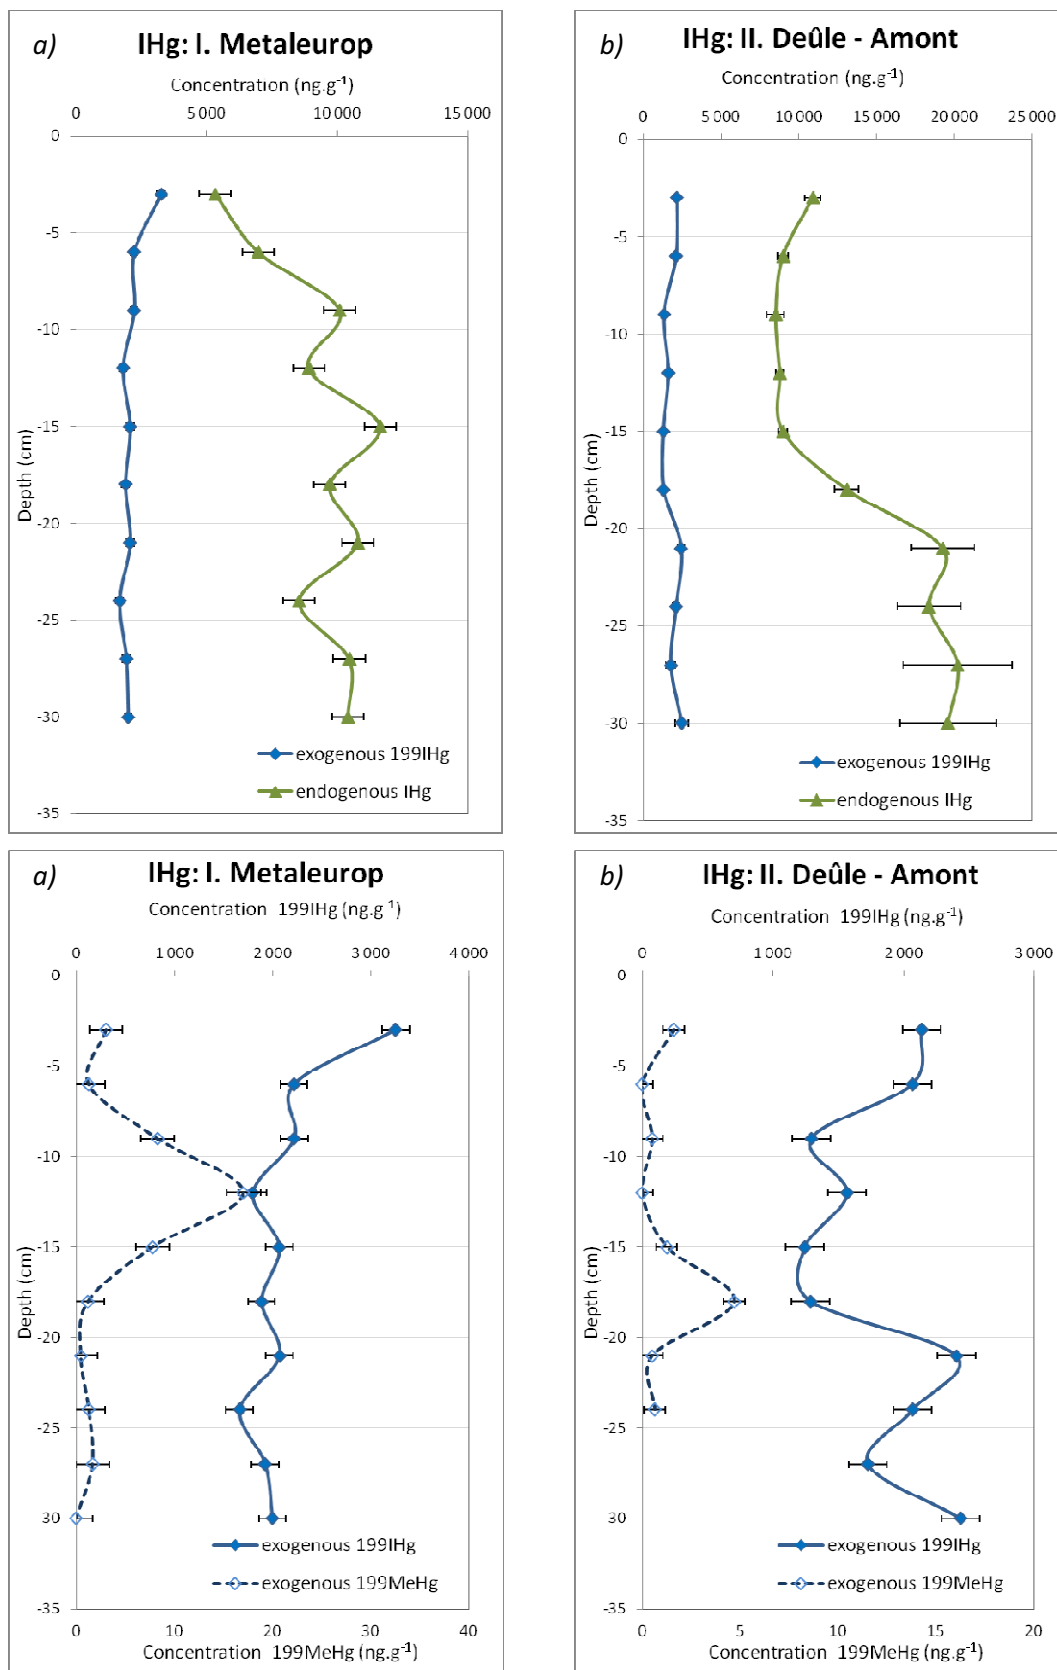 a)
IHg: I. Metaleurop
Concentration (ng.g-1)
0 5 000 10 000 15 000
0
-5
-10
-15
-20
-25
-30
-35
Depth (cm)
exogenous 199IHg
endogenous IHg
b)
IHg: II. Deûle - Amont
Concentration (ng.g-1)
0 5 000 10 000 15 000 20 000 25 000
0
-5
-10
-15
-20
-25
-30
-35
Depth (cm)
exogenous 199IHg
endogenous IHg
a)
IHg: I. Metaleurop
Concentration 199IHg (ng.g-1)
0 1 000 2 000 3 000 4 000
0
-5
-10
-15
-20
-25
30
-35
Depth (cm)
exogenous 199IHg
exogenous 199MeHg
0 10 20 30 40
Concentration 199MeHg (ng.g-1)
b)
IHg: II. Deûle - Amont
Concentration 199IHg (ng.g-1)
0 1 000 2 000 3 000
0
-5
-10
-15
-20
-25
30
-35
Depth (cm)
exogenous 199IHg
exogenous 199MeHg
0 5 10 15 20
Concentration 199MeHg (ng.g-1)